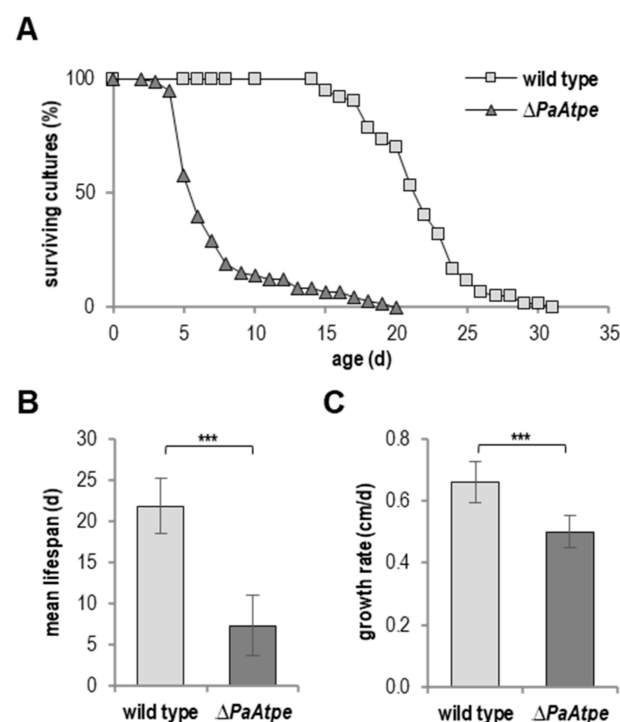 A
100
50
0
surviving cultures (%)
0 5 10 15 20 25 30 35
age (d)
wild type
ΔPaAtpe
B
30
25
20
15
10
5
0
mean lifespan (d)
***
wild type ΔPaAtpe
C
0.8
0.6
0.4
0.2
0.0
growth rate (cm/d)
***
wild type ΔPaAtpe